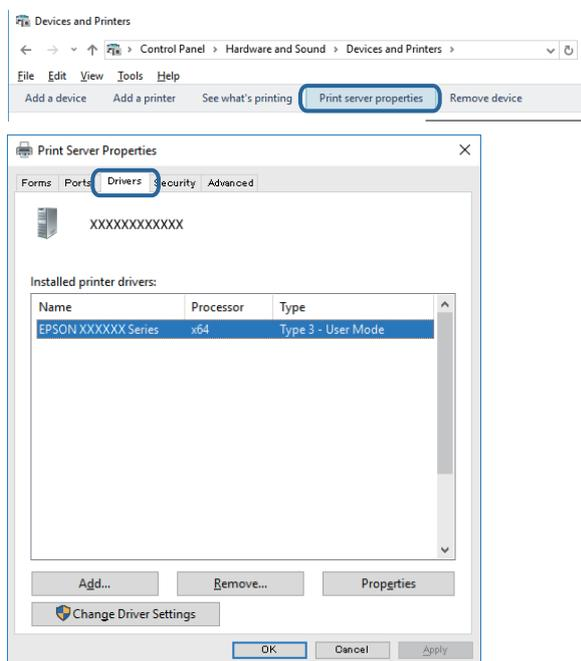 Devices and Printers
Control Panel > Hardware and Sound > Devices and Printers >
File Edit View Tools Help
Add a device Add a printer See what's printing Print server properties Remove device
Print Server Properties
Forms Ports Drivers Security Advanced
XXXXXXXXXXXX
Installed printer drivers:
Name Processor Type
EPSON XXXXXX Series x64 Type 3 - User Mode
Add... Remove... Properties
Change Driver Settings
OK Cancel Apply